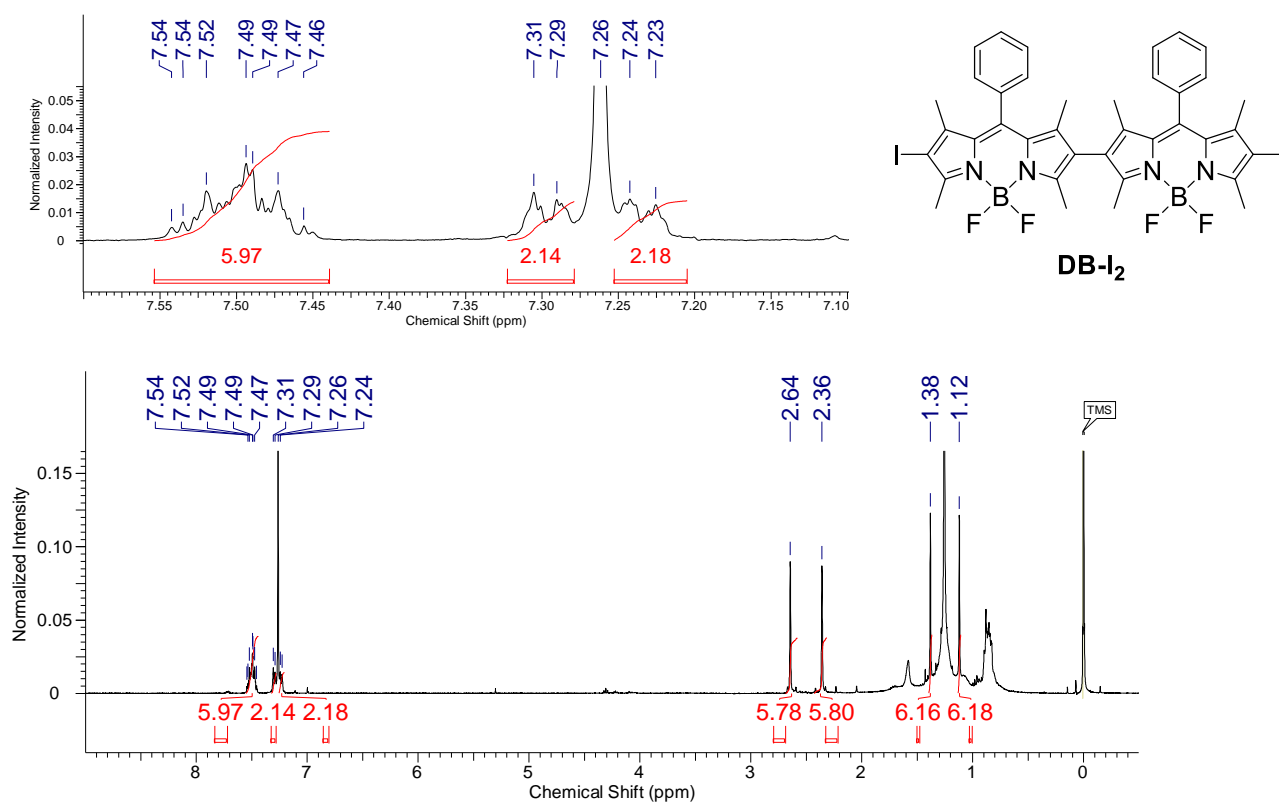 7.54 7.54 7.52 7.49 7.49 7.47 7.46 7.31 7.29 7.26 7.24 7.23
Normalized Intensity
0.05
0.04
0.03
0.02
0.01
0
5.97 2.14 2.18
7.55 7.50 7.45 7.40 7.35 7.30 7.25 7.20 7.15 7.10
Chemical Shift (ppm)
I N N N N
B B
F F F F
DB-I2
7.54 7.52 7.49 7.49 7.47 7.31 7.29 7.26 7.24 2.64 2.36 1.38 1.12
TMS
Normalized Intensity
0.15
0.10
0.05
0
5.97 2.14 2.18 5.78 5.80 6.16 6.18
8 7 6 5 4 3 2 1 0
Chemical Shift (ppm)